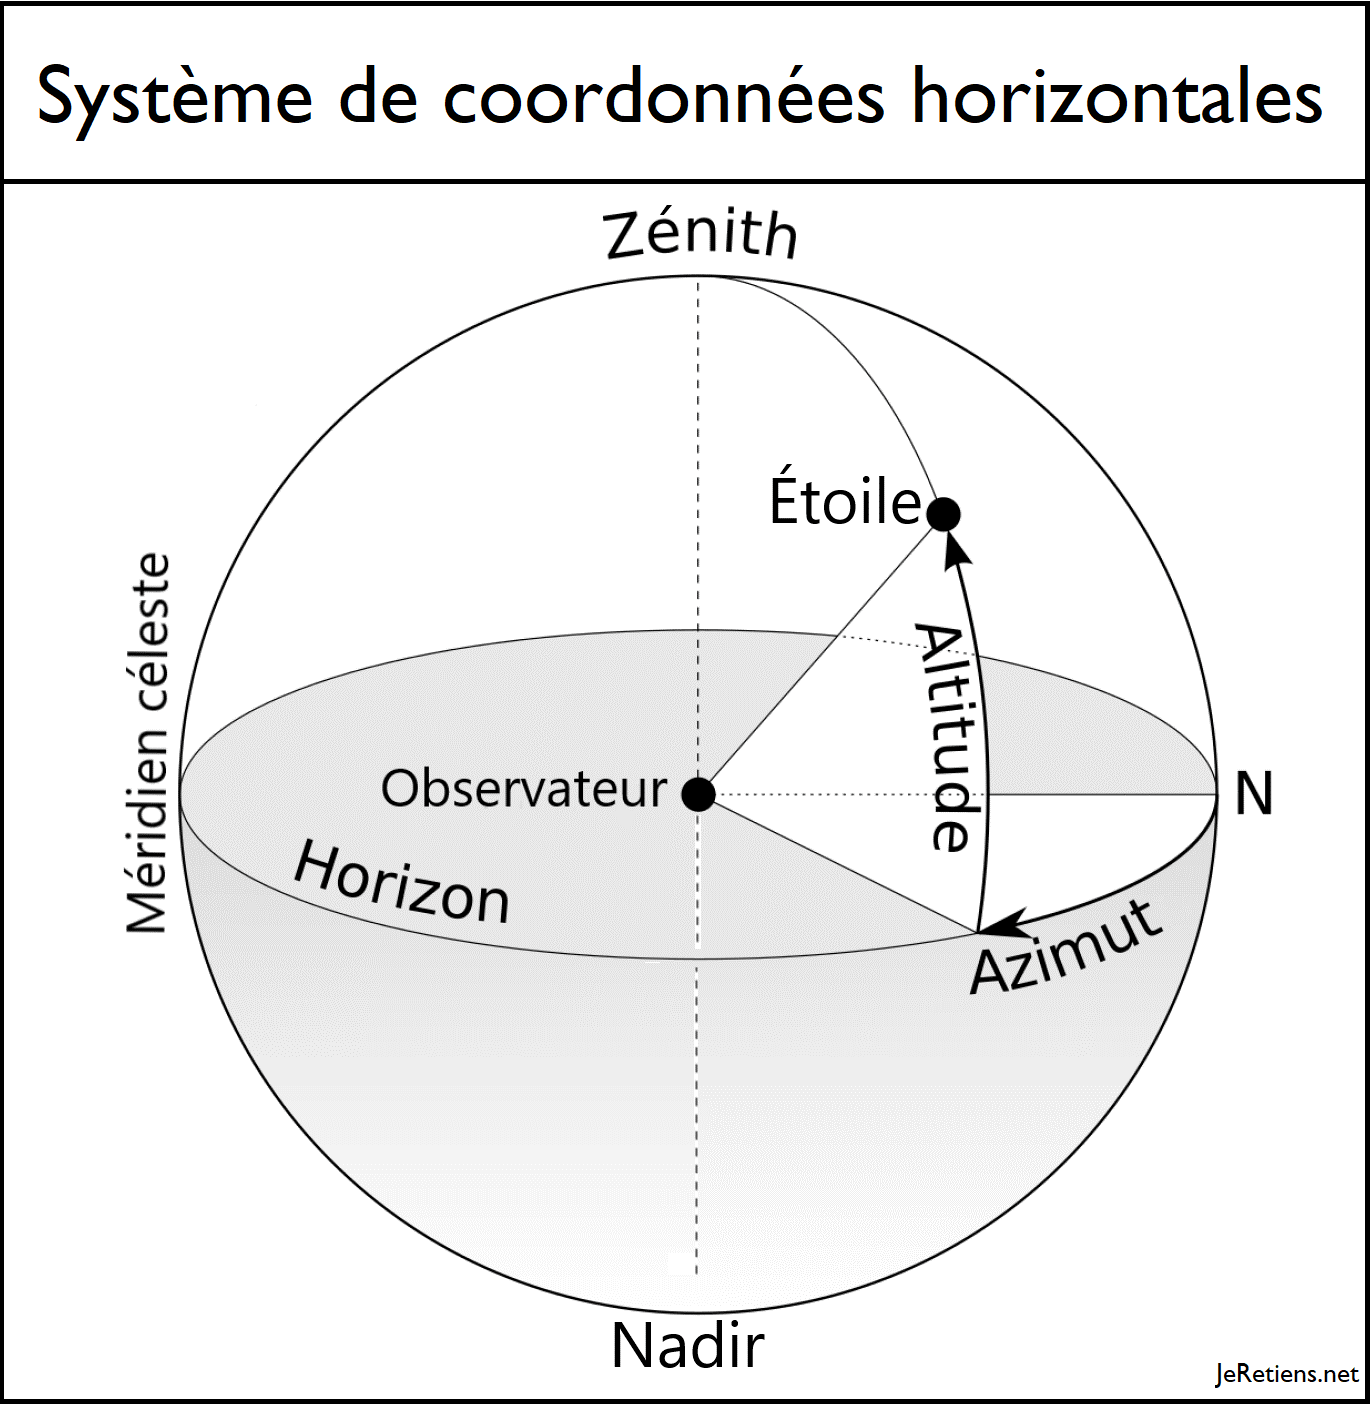 Système de coordonnées horizontales
Zénith
Étoile
Méridien céleste
Altitude
Observateur
N
Horizon
Azimut
Nadir
JeRetiens.net